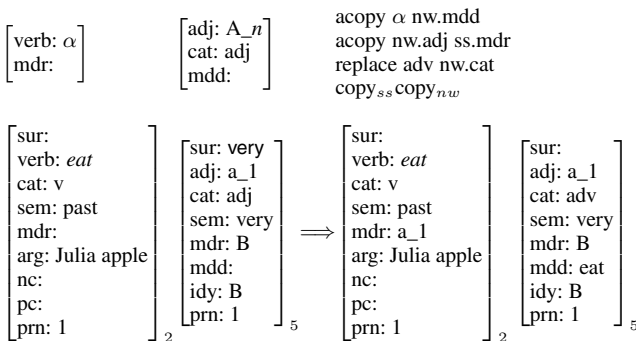 verb: α
mdr:
adj: A_n
cat: adj
mdd:
acopy α nw.mdd
acopy nw.adj ss.mdr
replace adv nw.cat
copyₛₛcopyₙw
sur:
verb: eat
cat: v
sem: past
mdr:
arg: Julia apple
nc:
pc:
prn: 1
2
sur: very
adj: a_1
cat: adj
sem: very
mdr: B
mdd:
idy: B
prn: 1
5
⟹
sur:
verb: eat
cat: v
sem: past
mdr: a_1
arg: Julia apple
nc:
pc:
prn: 1
2
sur:
adj: a_1
cat: adv
sem: very
mdr: B
mdd: eat
idy: B
prn: 1
5